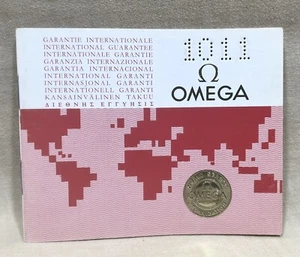 GARANTIE INTERNATIONALE
INTERNATIONAL GUARANTEE
INTERNATIONALE GARANTIE
GARANZIA INTERNAZIONALE
GARANTIA INTERNACIONAL
INTERNATIONAL GARANTI
INTERNASJONAL GARANTI
INTERNATIONELL GARANTI
KANSAINVÄLINEN TAKUU
ΔΙΕΘΝΗΣ ΕΓΓΥΗΣΙΣ
1011
Ω
OMEGA